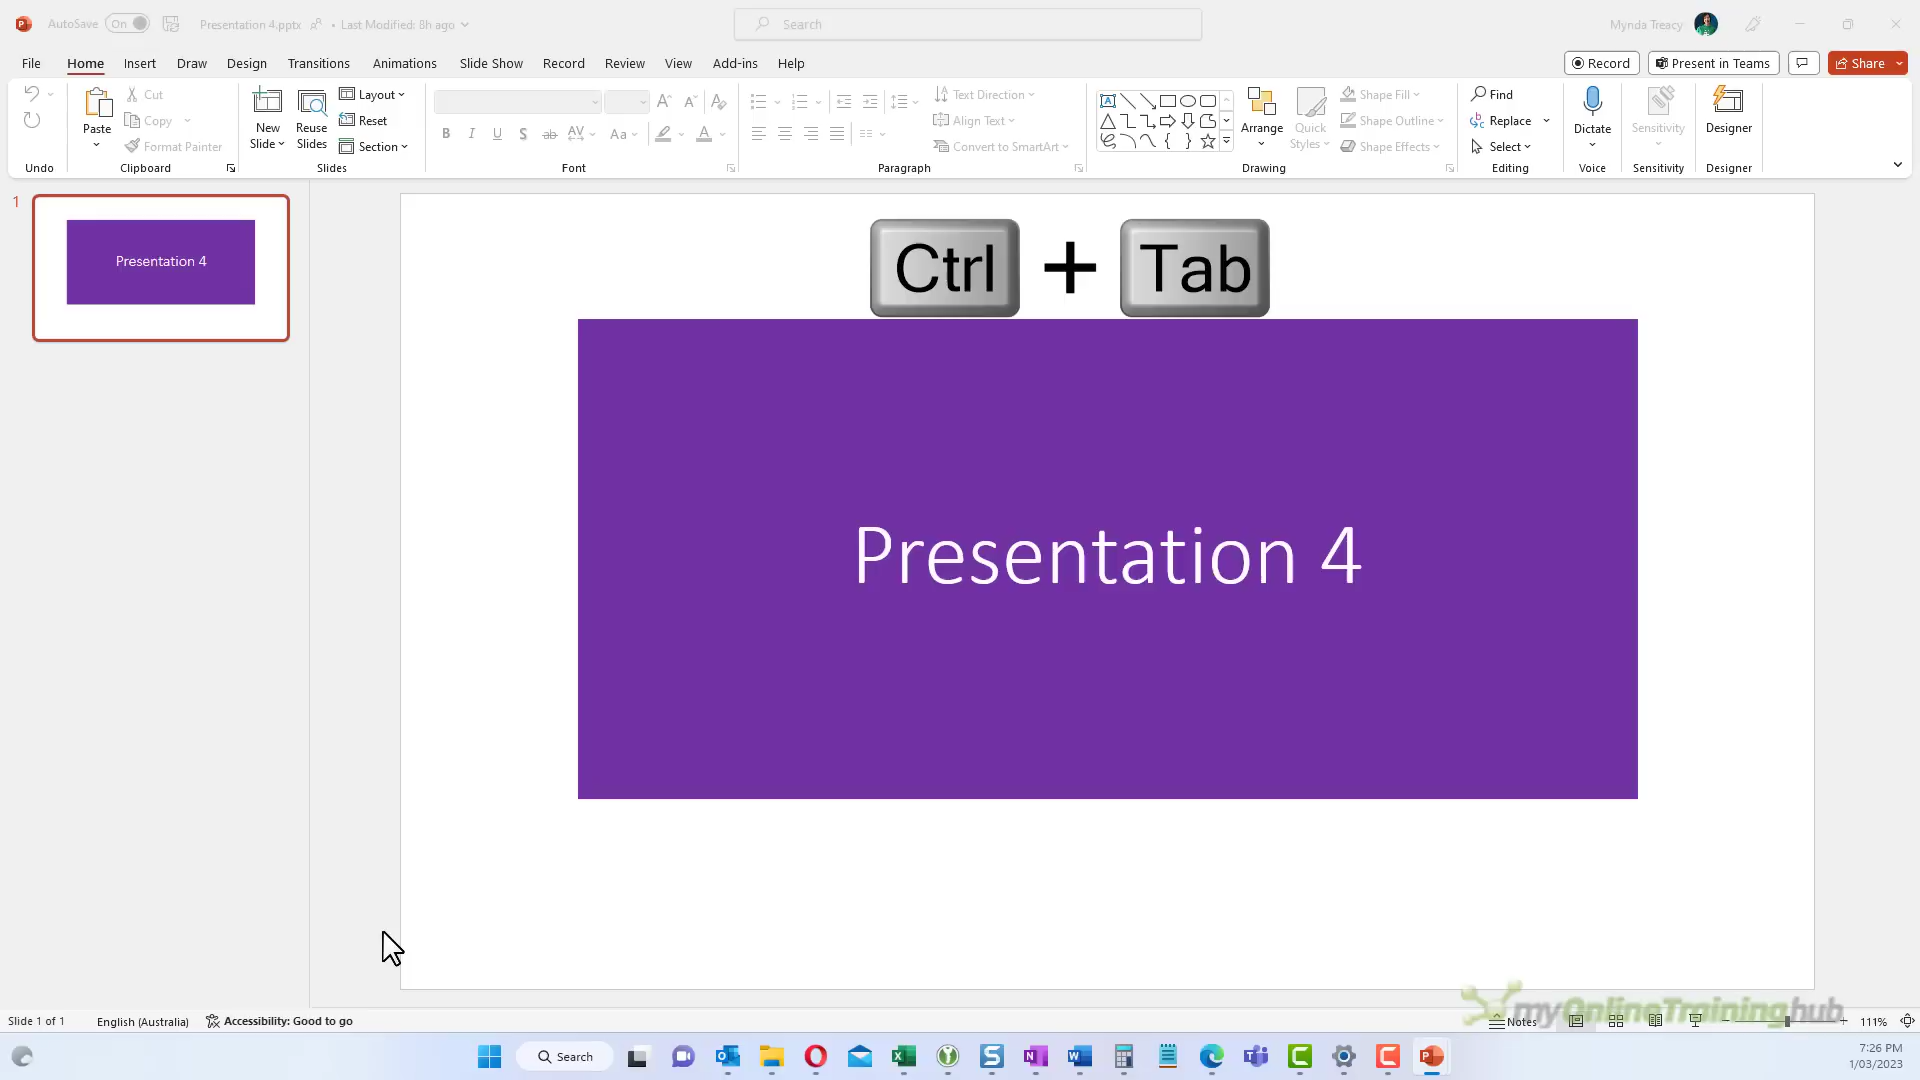 AutoSave On Presentation 4.pptx • Last Modified: 8h ago Search Mynda Treacy
File Home Insert Draw Design Transitions Animations Slide Show Record Review View Add-ins Help Record Present in Teams Share
Paste Cut Copy Format Painter
New Slide Reuse Slides Layout Reset Section
B I U S ab AV Aa A A A A
Text Direction Align Text Convert to SmartArt
Arrange Quick Styles Shape Fill Shape Outline Shape Effects
Find Replace Select
Dictate Sensitivity Designer
Undo Clipboard Slides Font Paragraph Drawing Editing Voice Sensitivity Designer
1
Presentation 4
Ctrl + Tab
Presentation 4
myOnlineTraininghub
Slide 1 of 1 English (Australia) Accessibility: Good to go Notes 111%
Search
7:26 PM
1/03/2023